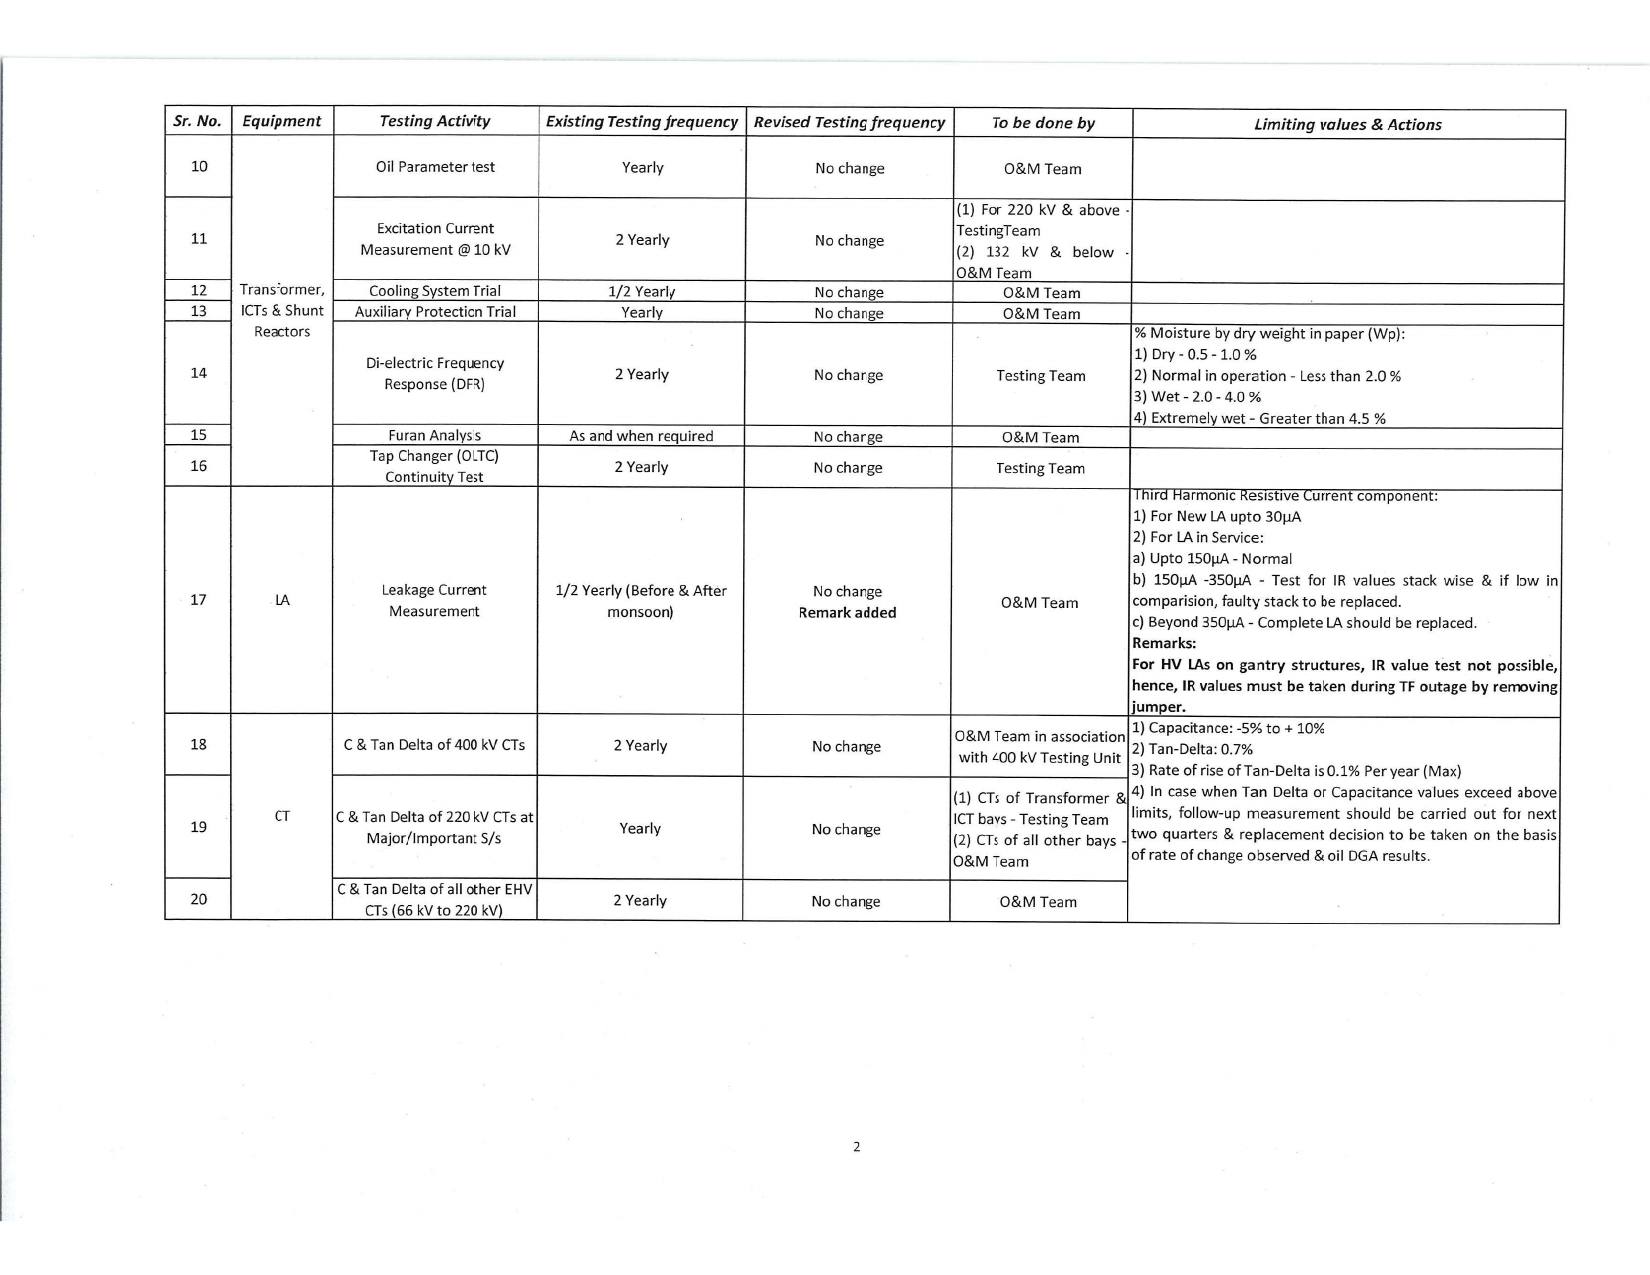 Sr. No. Equipment Testing Activity Existing Testing frequency Revised Testing frequency To be done by Limiting values & Actions
10 Oil Parameter test Yearly No change O&M Team
Transformer,
ICTs & Shunt
Reactors
11 Excitation Current
Measurement @ 10 kV
2 Yearly No change
(1) For 220 kV & above -
TestingTeam
(2) 132 kV & below -
O&M Team
12 Cooling System Trial 1/2 Yearly No change O&M Team
13 Auxiliary Protection Trial Yearly No change O&M Team
14 Di-electric Frequency
Response (DFR)
2 Yearly No change Testing Team
% Moisture by dry weight in paper (Wp):
1) Dry - 0.5 - 1.0 %
2) Normal in operation - Less than 2.0 %
3) Wet - 2.0 - 4.0 %
4) Extremely wet - Greater than 4.5 %
15 Furan Analysis As and when required No change O&M Team
16 Tap Changer (OLTC)
Continuity Test
2 Yearly No change Testing Team
17 LA Leakage Current
Measurement
1/2 Yearly (Before & After
monsoon)
No change
Remark added
O&M Team
Third Harmonic Resistive Current component:
1) For New LA upto 30µA
2) For LA in Service:
a) Upto 150µA - Normal
b) 150µA -350µA - Test for IR values stack wise & if low in
comparision, faulty stack to be replaced.
c) Beyond 350µA - Complete LA should be replaced.
Remarks:
For HV LAs on gantry structures, IR value test not possible,
hence, IR values must be taken during TF outage by removing
jumper.
18 C & Tan Delta of 400 kV CTs 2 Yearly No change
O&M Team in association
with 400 kV Testing Unit
CT
19 C & Tan Delta of 220 kV CTs at
Major/Important S/s
Yearly No change
(1) CTs of Transformer &
ICT bays - Testing Team
(2) CTs of all other bays -
O&M Team
20 C & Tan Delta of all other EHV
CTs (66 kV to 220 kV)
2 Yearly No change O&M Team
1) Capacitance: -5% to + 10%
2) Tan-Delta: 0.7%
3) Rate of rise of Tan-Delta is 0.1% Per year (Max)
4) In case when Tan Delta or Capacitance values exceed above
limits, follow-up measurement should be carried out for next
two quarters & replacement decision to be taken on the basis
of rate of change observed & oil DGA results.
2